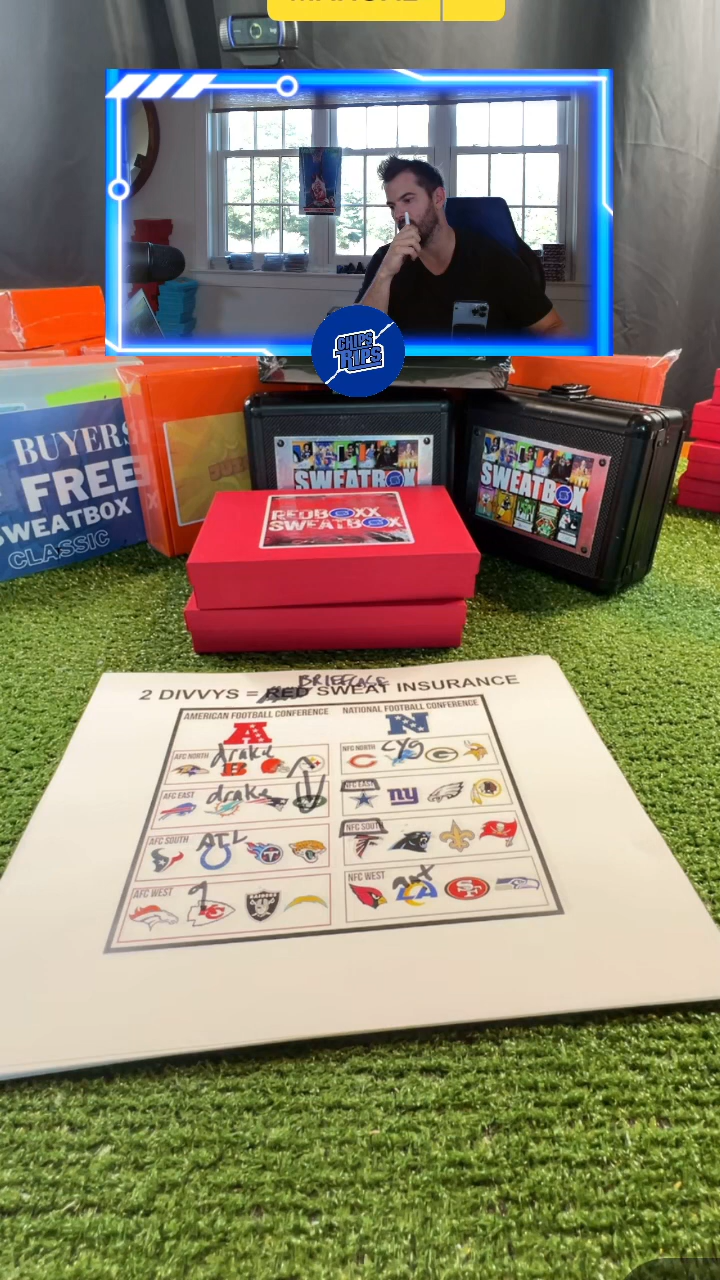 CHIPS
RIPS
BUYERS
FREE
SWEATBOX
CLASSIC
SWEATBOX
SWEATBOX
REDBOXX
SWEATBOX
BRIEFCASE
2 DIVVYS = RED SWEAT INSURANCE
AMERICAN FOOTBALL CONFERENCE
NATIONAL FOOTBALL CONFERENCE
A
N
AFC NORTH drake
NFC NORTH cyg
AFC EAST drake
NFC EAST
AFC SOUTH ATL
NFC SOUTH
AFC WEST
NFC WEST